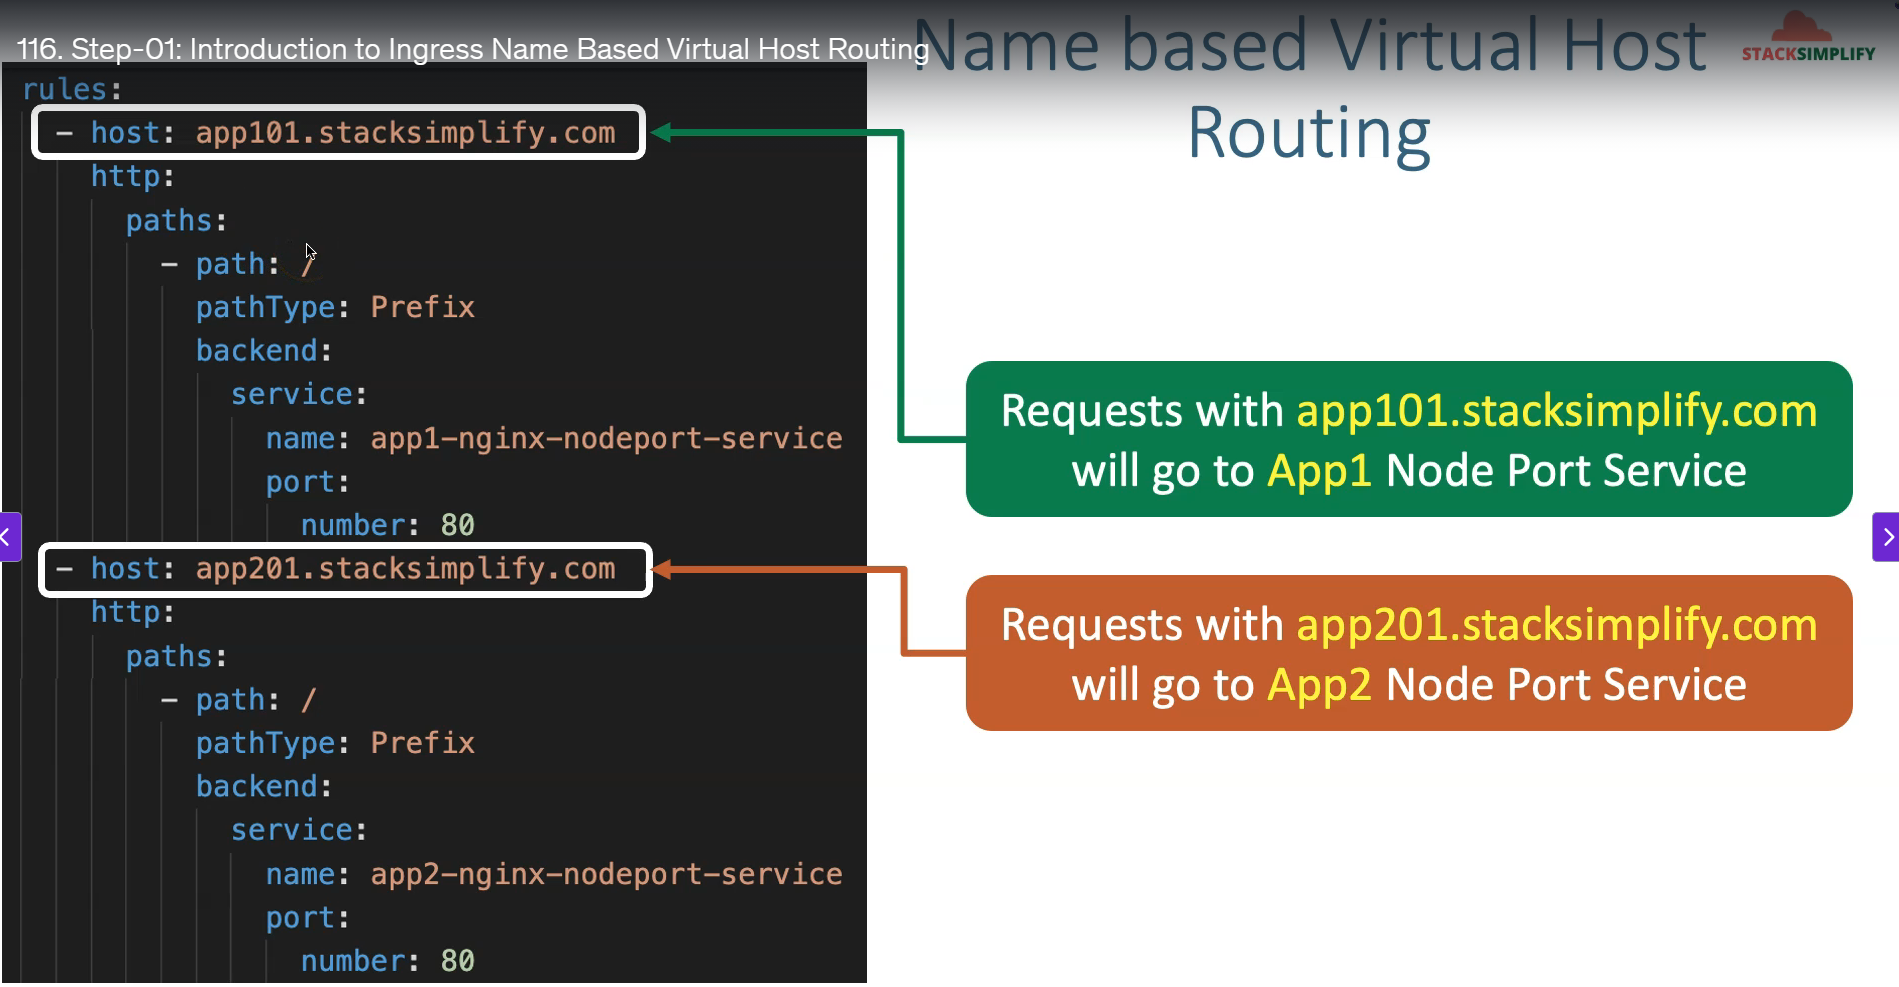 116. Step-01: Introduction to Ingress Name Based Virtual Host Routing
Name based Virtual Host
Routing
STACKSIMPLIFY
rules:
- host: app101.stacksimplify.com
http:
paths:
- path: /
pathType: Prefix
backend:
service:
name: app1-nginx-nodeport-service
port:
number: 80
- host: app201.stacksimplify.com
http:
paths:
- path: /
pathType: Prefix
backend:
service:
name: app2-nginx-nodeport-service
port:
number: 80
Requests with app101.stacksimplify.com
will go to App1 Node Port Service
Requests with app201.stacksimplify.com
will go to App2 Node Port Service